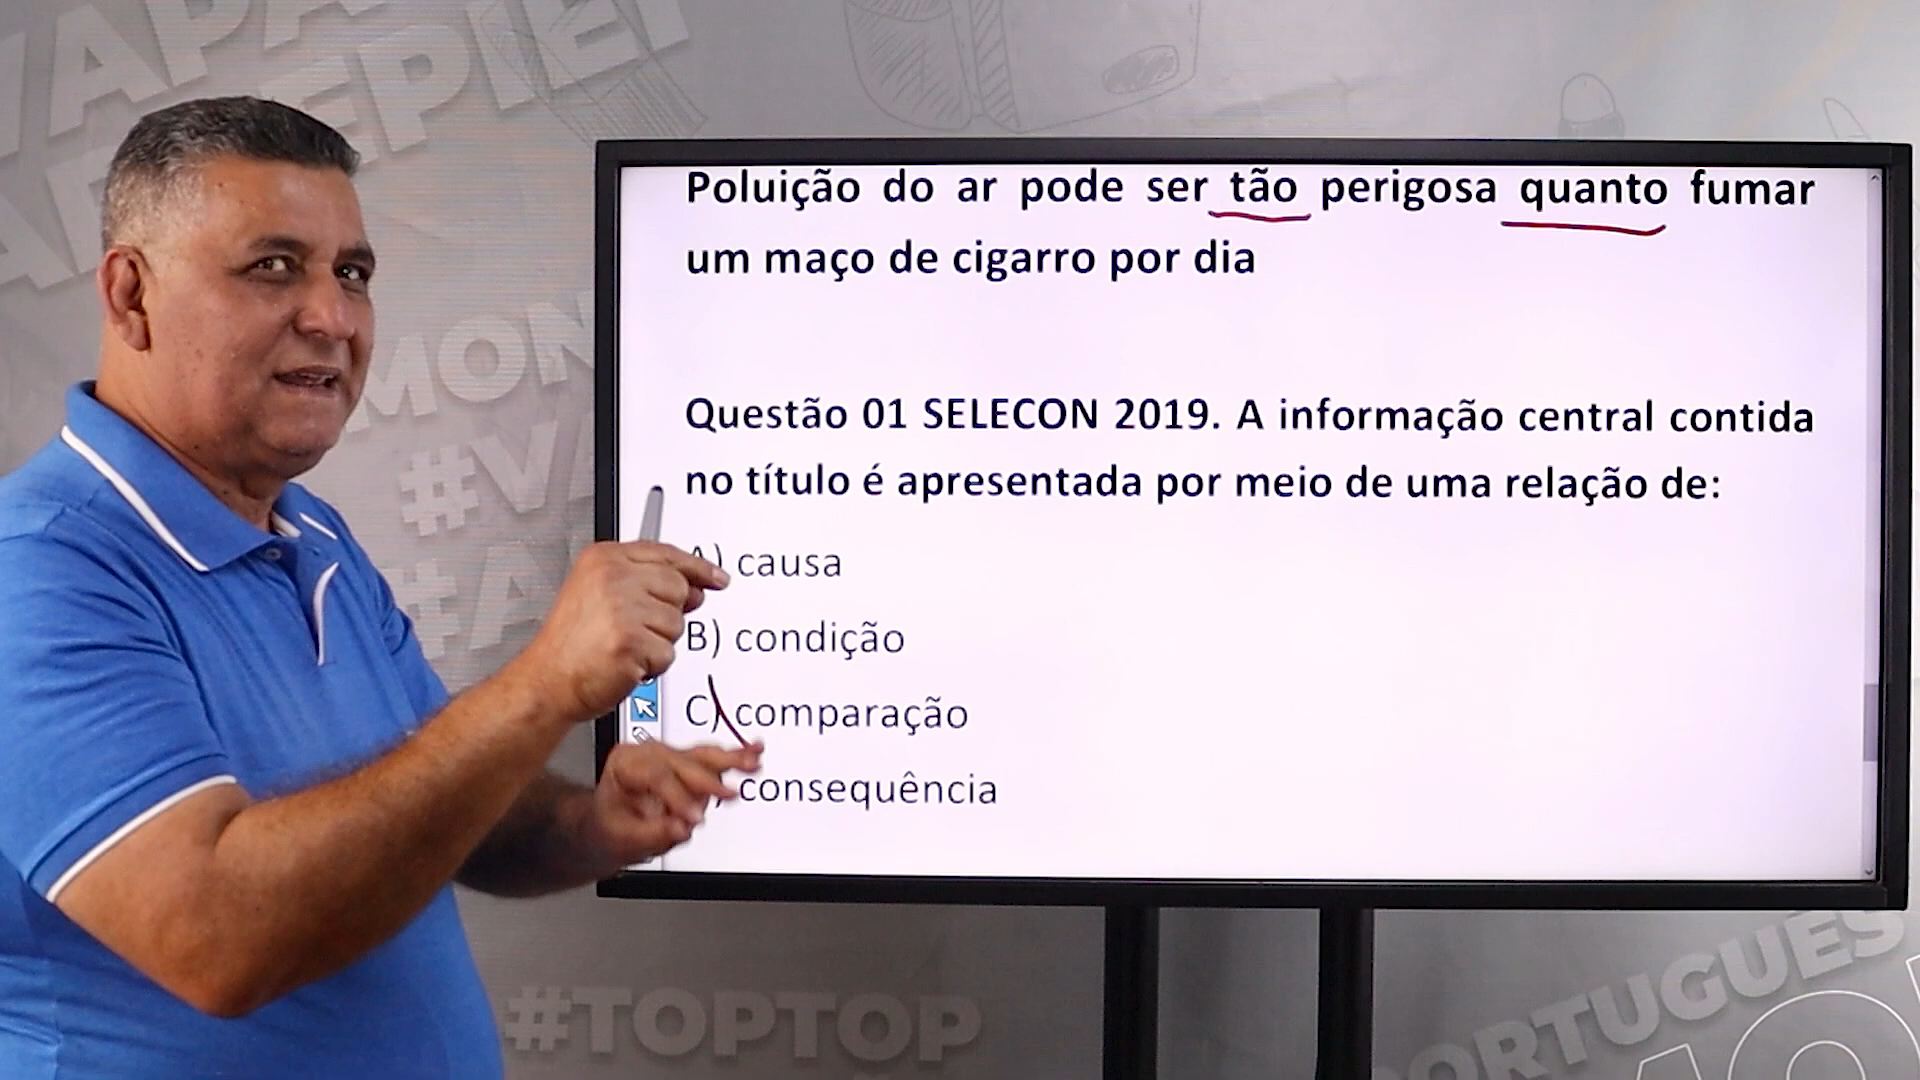 Poluição do ar pode ser tão perigosa quanto fumar
um maço de cigarro por dia
Questão 01 SELECON 2019. A informação central contida
no título é apresentada por meio de uma relação de:
A) causa
B) condição
C) comparação
consequência
#TOPTOP